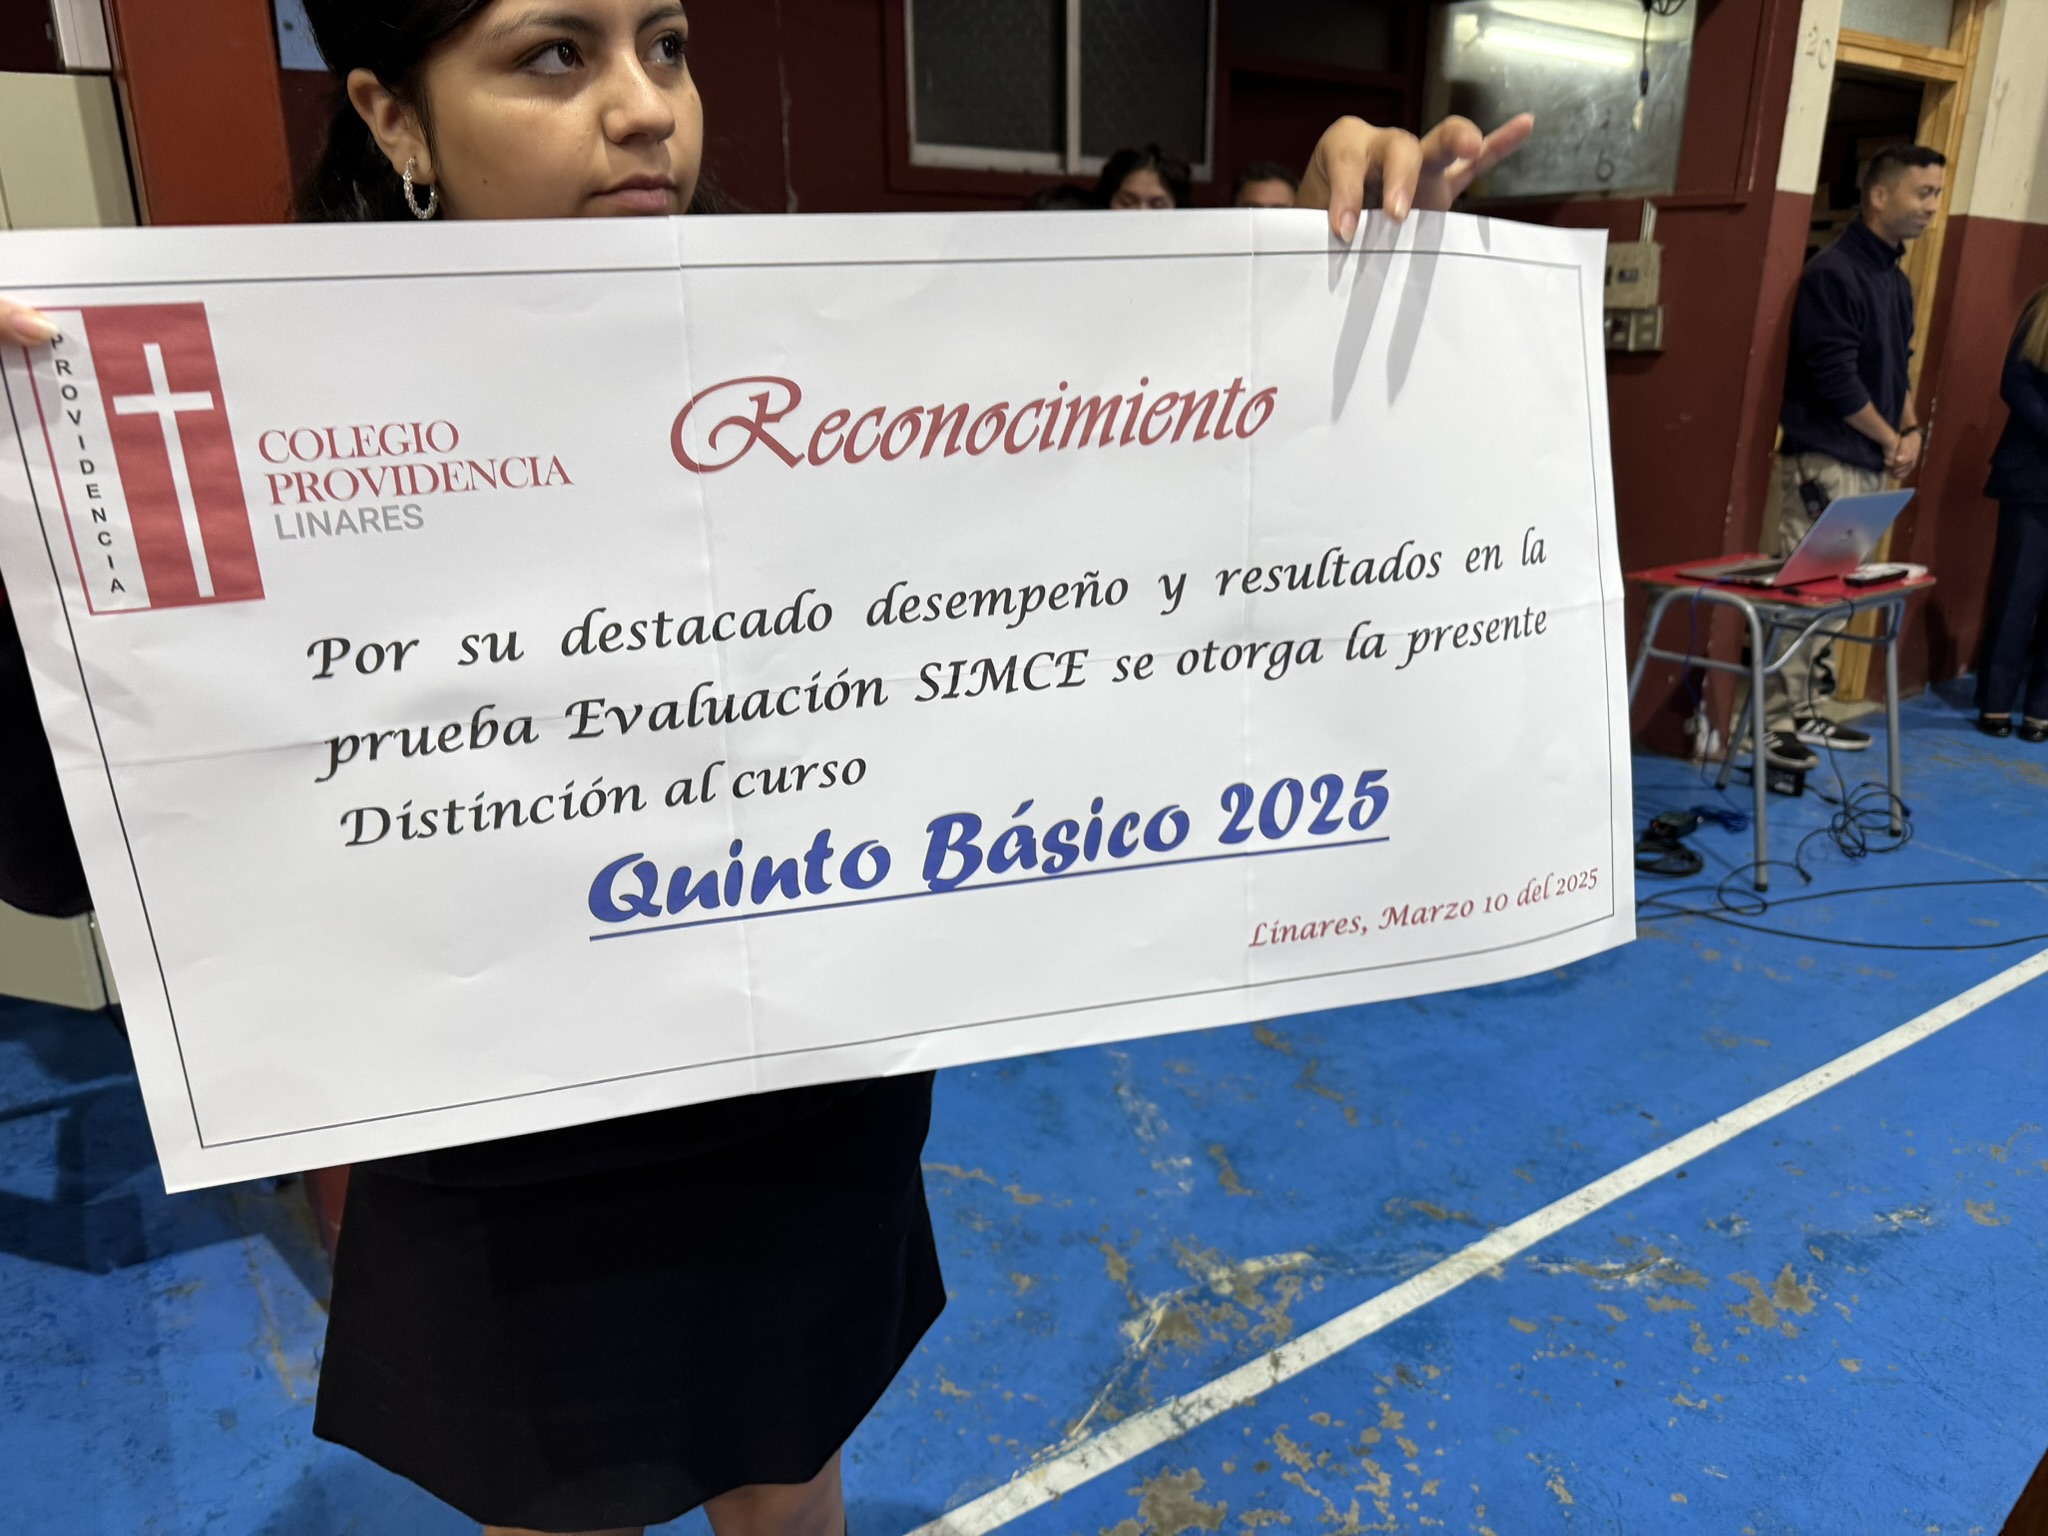 PROVIDENCIA
COLEGIO
PROVIDENCIA
LINARES
Reconocimiento
Por su destacado desempeño y resultados en la
prueba Evaluación SIMCE se otorga la presente
Distinción al curso
Quinto Básico 2025
Linares, Marzo 10 del 2025
20